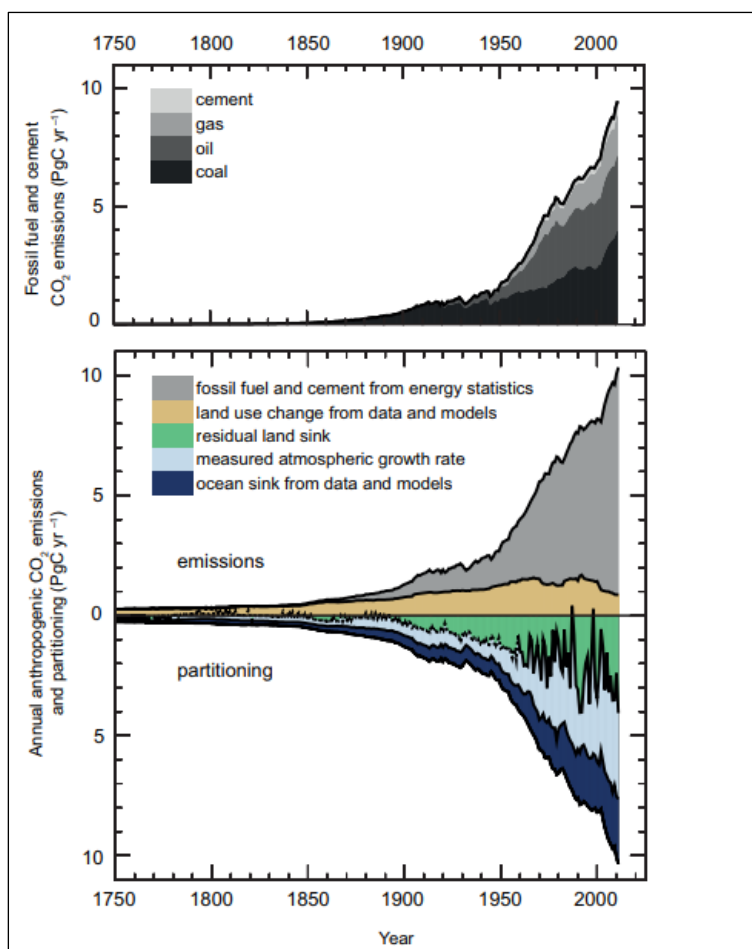 1750 1800 1850 1900 1950 2000
10
5
0
Fossil fuel and cement
CO2 emissions (PgC yr –1)
cement
gas
oil
coal
10
5
0
5
10
Annual anthropogenic CO2 emissions
and partitioning (PgC yr –1)
fossil fuel and cement from energy statistics
land use change from data and models
residual land sink
measured atmospheric growth rate
ocean sink from data and models
emissions
partitioning
1750 1800 1850 1900 1950 2000
Year